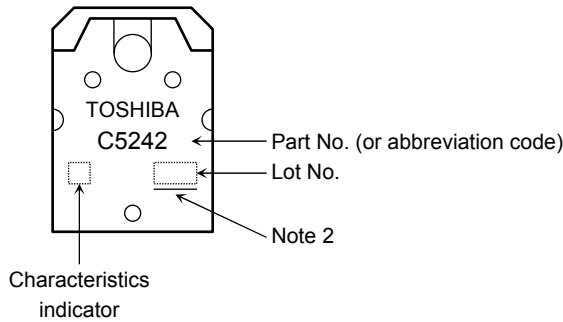 TOSHIBA
C5242
Part No. (or abbreviation code)
Lot No.
Note 2
Characteristics
indicator